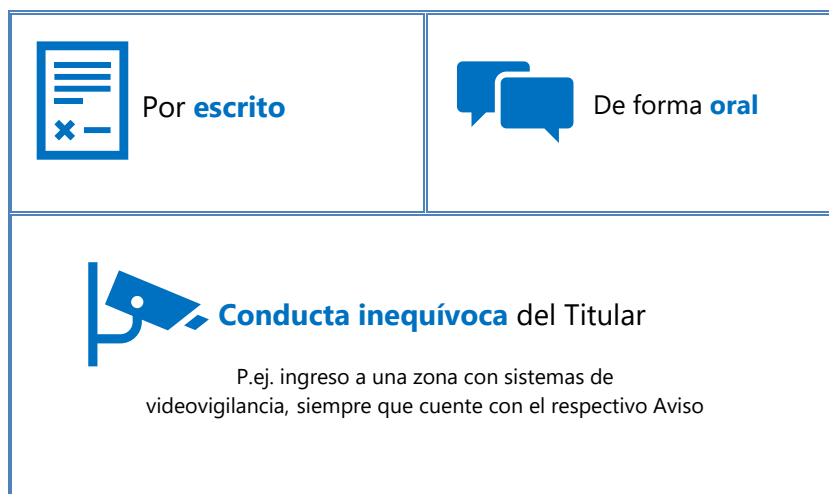 Por escrito
De forma oral
Conducta inequívoca del Titular
P.ej. ingreso a una zona con sistemas de
videovigilancia, siempre que cuente con el respectivo Aviso